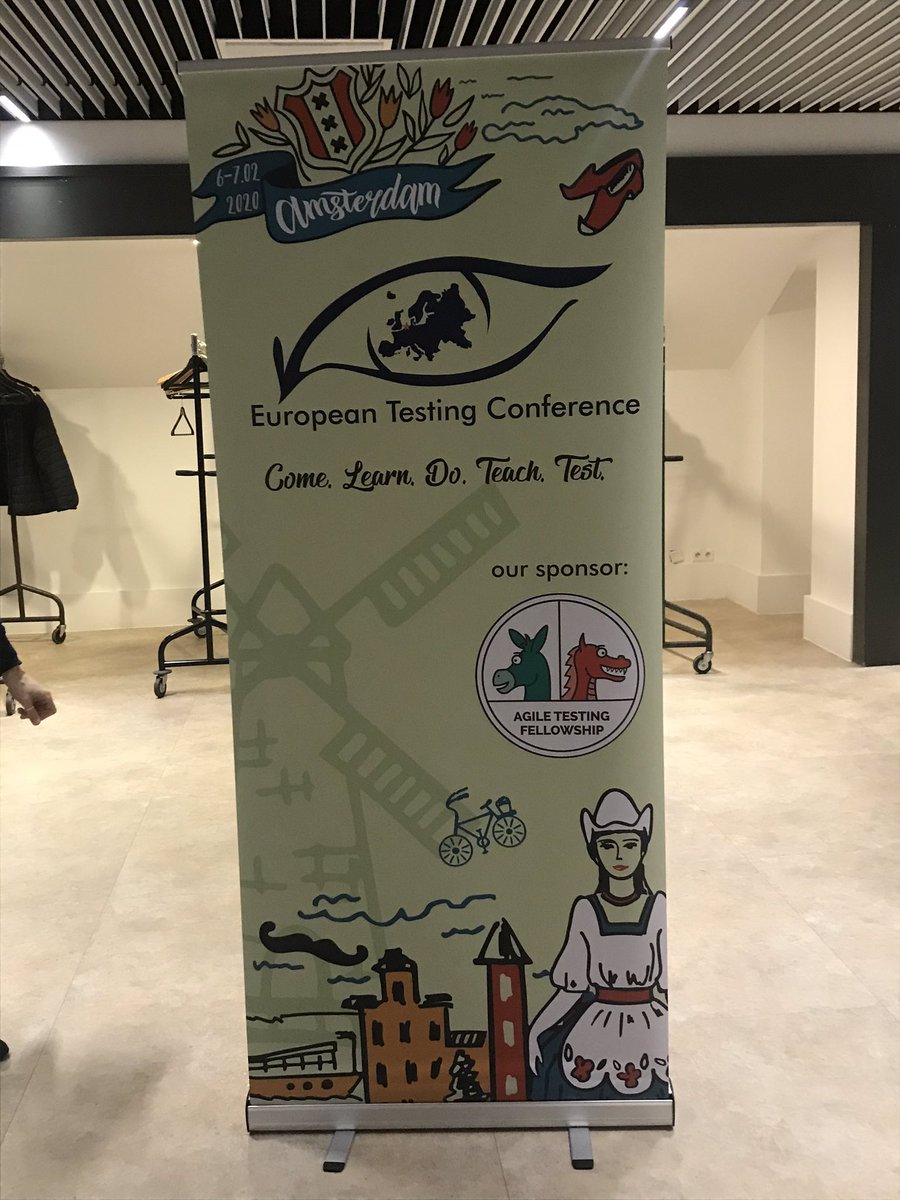 6-7.02
2020
Amsterdam
European Testing Conference
Come. Learn. Do. Teach. Test.
our sponsor:
AGILE TESTING
FELLOWSHIP